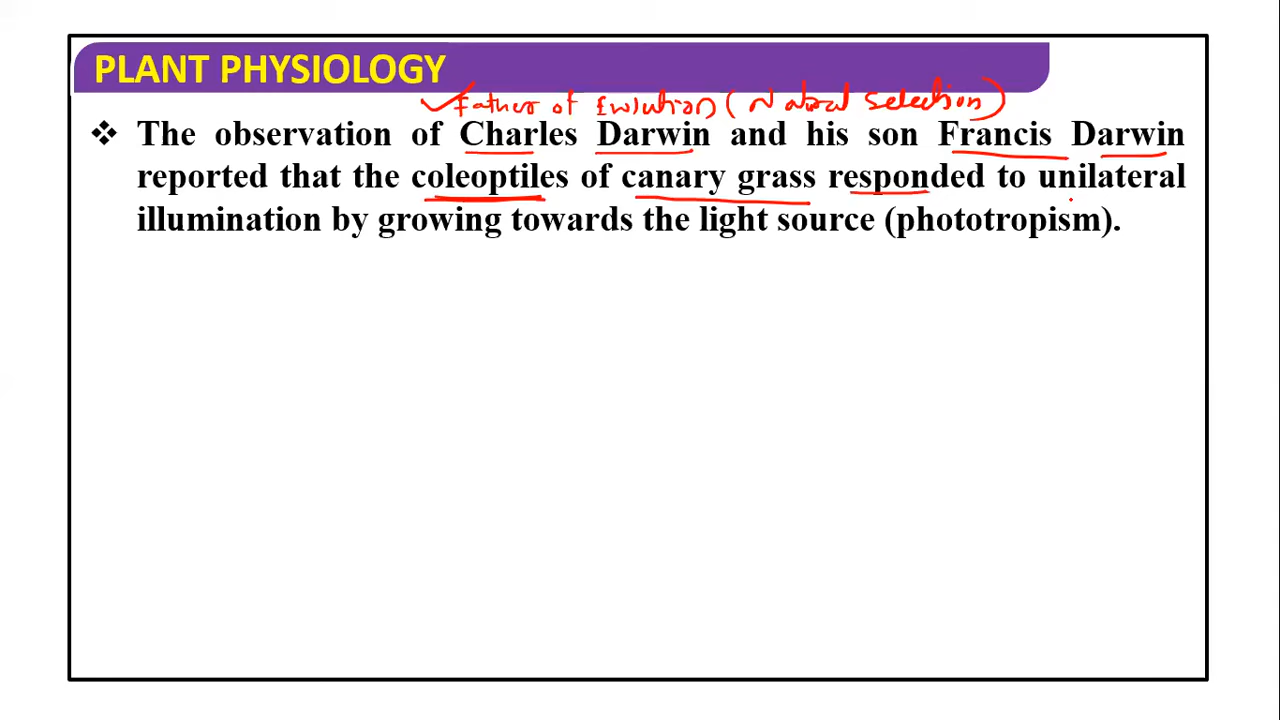 PLANT PHYSIOLOGY
Father of Evolution (Natural Selection)
❖ The observation of Charles Darwin and his son Francis Darwin
reported that the coleoptiles of canary grass responded to unilateral
illumination by growing towards the light source (phototropism).